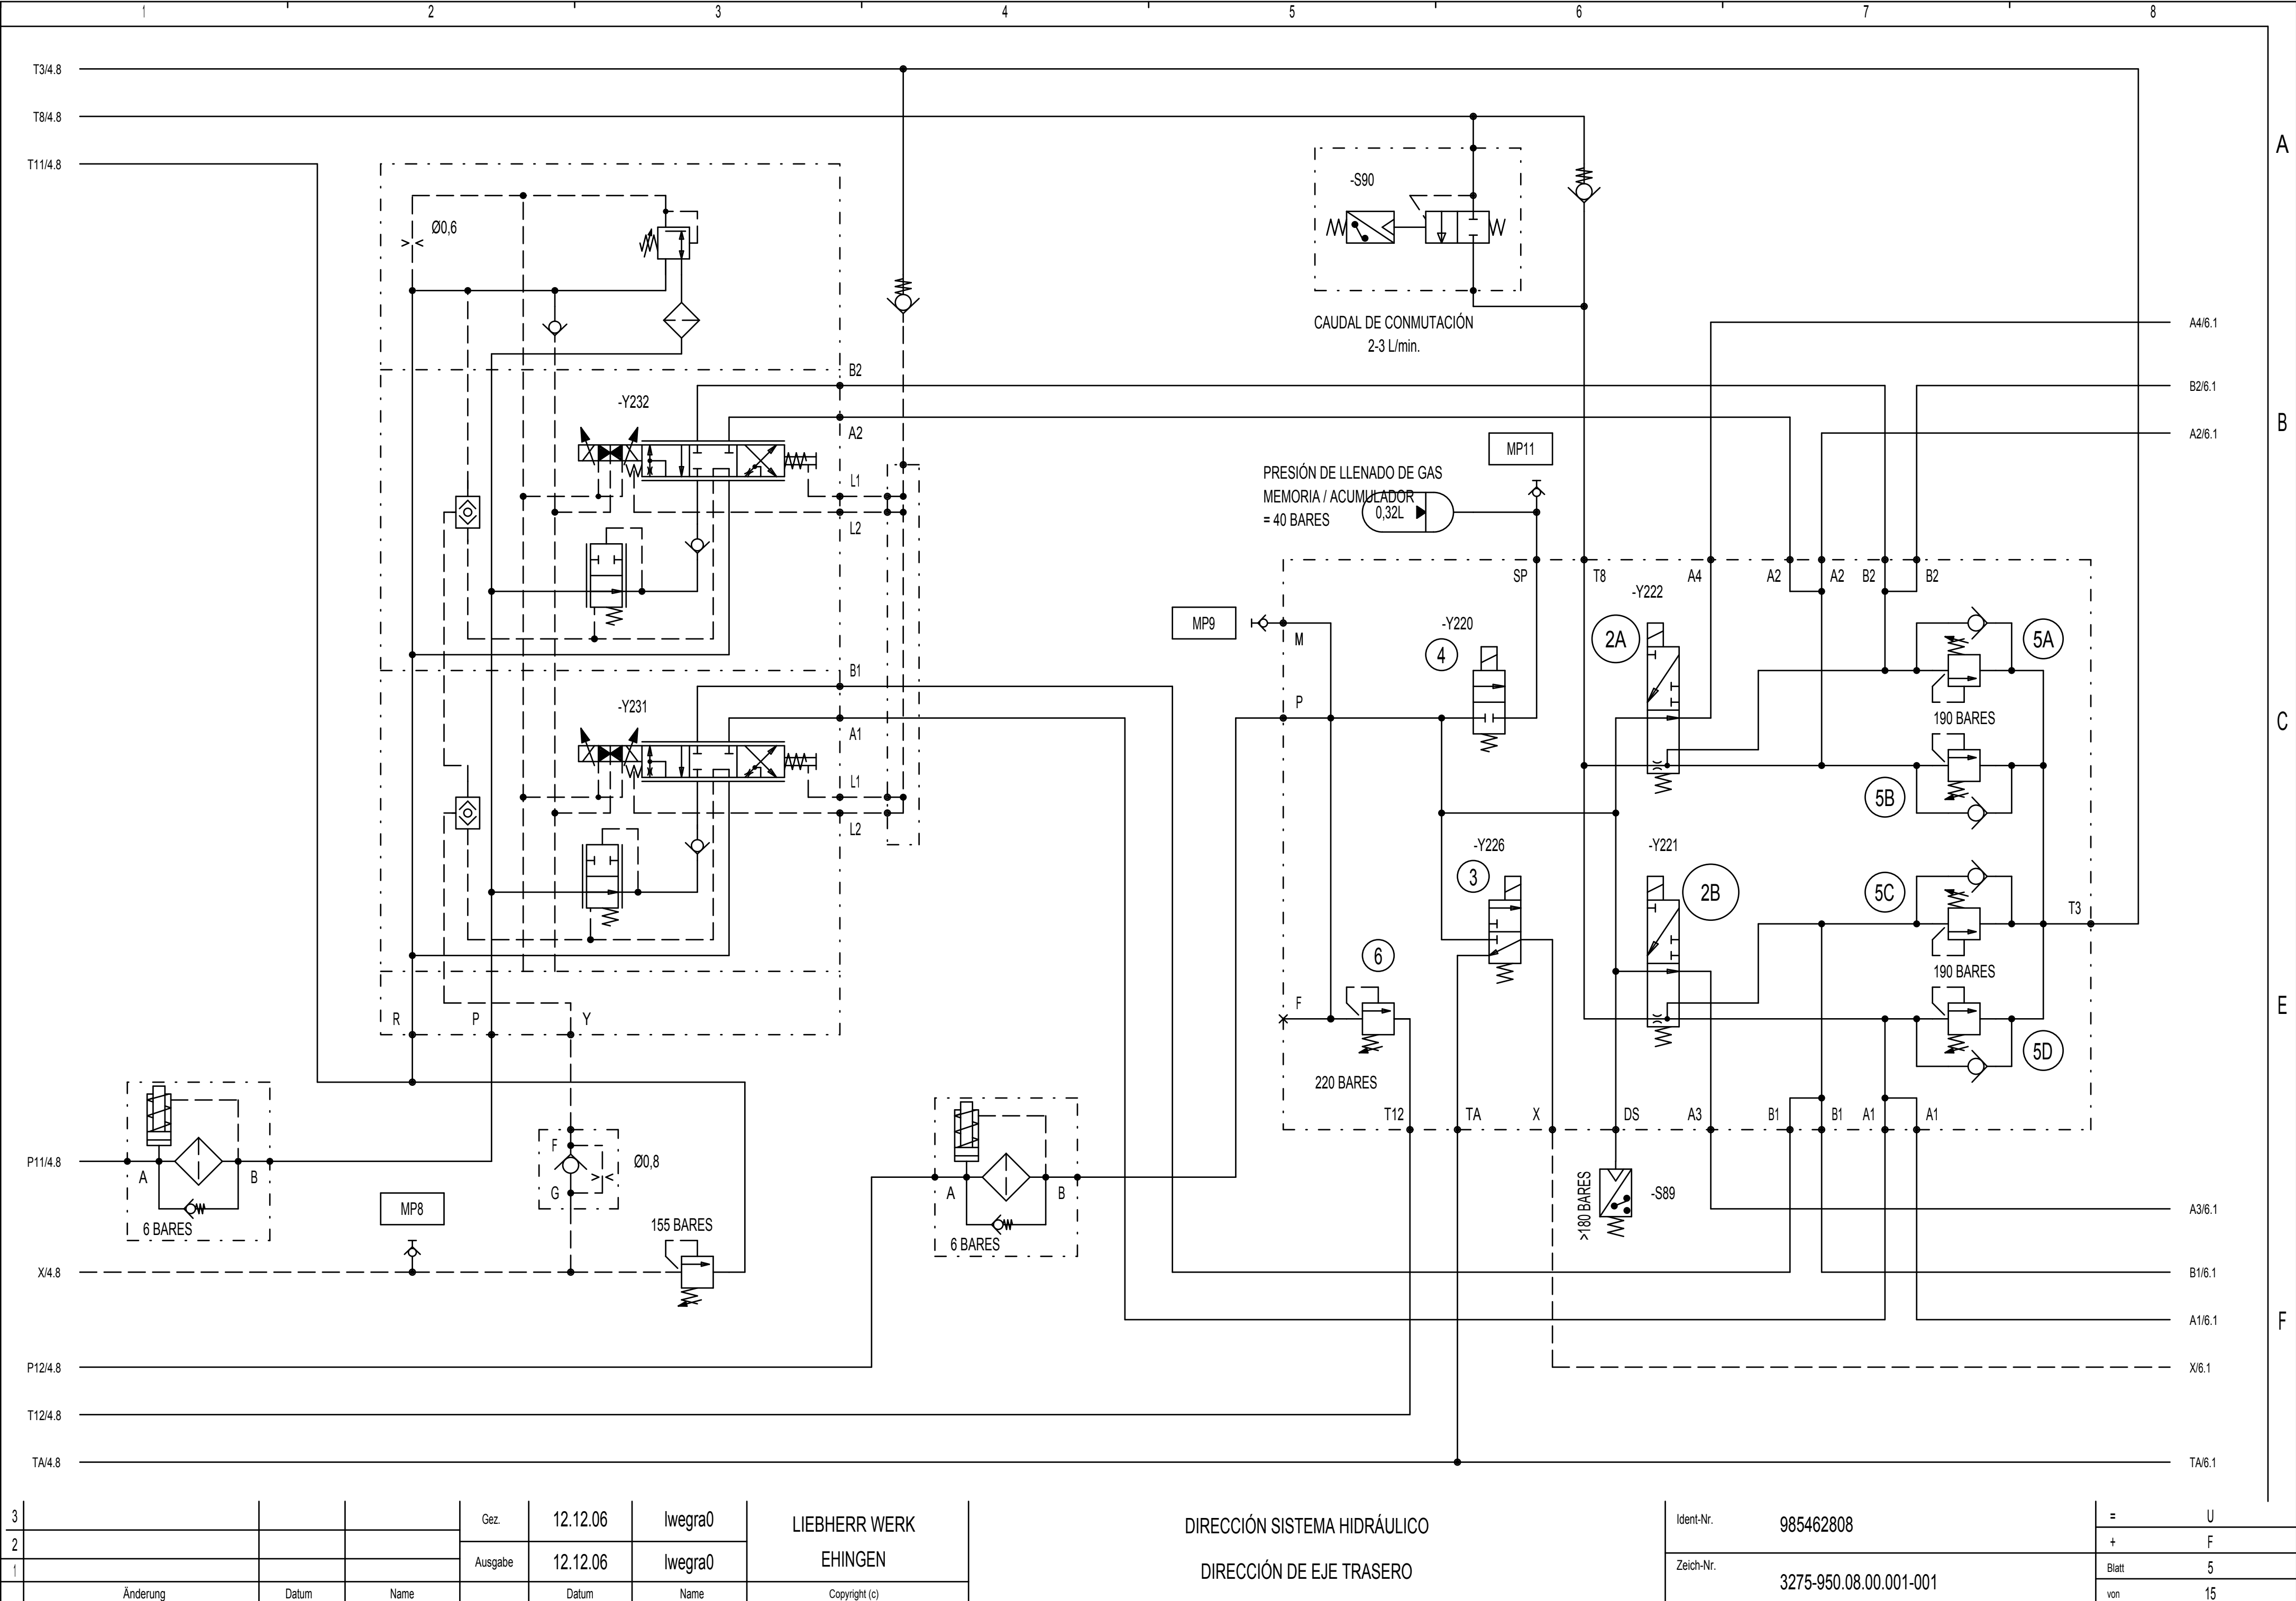 1 2 3 4 5 6 7 8
T3/4.8
T8/4.8
T11/4.8
A
-S90
Ø0,6
CAUDAL DE CONMUTACIÓN
2-3 L/min.
A4/6.1
B2
B2/6.1
-Y232
A2
B
A2/6.1
MP11
PRESIÓN DE LLENADO DE GAS
MEMORIA / ACUMULADOR
= 40 BARES
0,32L
L1
L2
SP T8 A4 A2 A2 B2 B2
-Y222
MP9
M
-Y220
4
2A
5A
B1
P
-Y231
A1
190 BARES
C
L1
L2
5B
-Y226
-Y221
3
2B
5C
T3
6
190 BARES
F
E
R P Y
5D
220 BARES
T12 TA X DS A3 B1 B1 A1 A1
P11/4.8
A B
6 BARES
F
G
Ø0,8
MP8
155 BARES
A B
6 BARES
>180 BARES
-S89
A3/6.1
X/4.8
B1/6.1
A1/6.1
F
P12/4.8
X/6.1
T12/4.8
TA/4.8
TA/6.1
3
2
1
Änderung Datum Name
Gez. 12.12.06 lwegra0
Ausgabe 12.12.06 lwegra0
Datum Name
LIEBHERR WERK
EHINGEN
Copyright (c)
DIRECCIÓN SISTEMA HIDRÁULICO
DIRECCIÓN DE EJE TRASERO
Ident-Nr. 985462808
Zeich-Nr. 3275-950.08.00.001-001
= U
+ F
Blatt 5
von 15